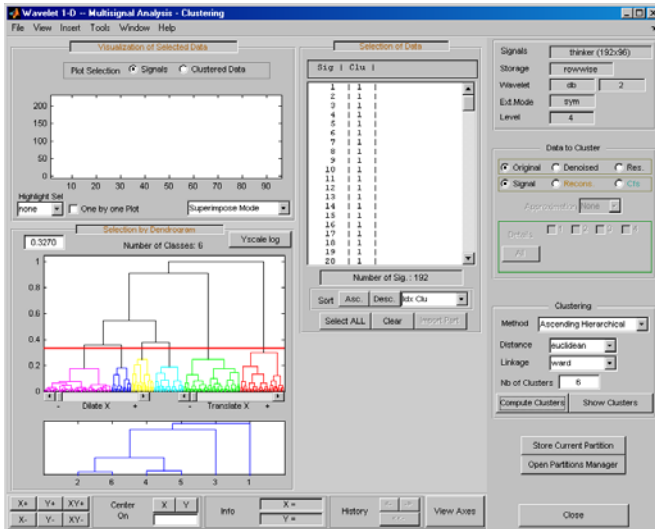 Wavelet 1-D -- Multisignal Analysis - Clustering
File View Insert Tools Window Help
Visualization of Selected Data
Plot Selection Signals Clustered Data
200
150
100
50
0
10 20 30 40 50 60 70 80 90
Highlight Sel
none One by one Plot Superimpose Mode
Selection by Dendrogram
0.3270 Number of Classes: 6 Yscale log
1
0.8
0.6
0.4
0.2
0
- Dilate X + - Translate X +
2 6 4 5 3 1
Selection of Data
Sig | Clu |
1 | 1 |
2 | 1 |
3 | 1 |
4 | 1 |
5 | 1 |
6 | 1 |
7 | 1 |
8 | 1 |
9 | 1 |
10 | 1 |
11 | 1 |
12 | 1 |
13 | 1 |
14 | 1 |
15 | 1 |
16 | 1 |
17 | 1 |
18 | 1 |
19 | 1 |
20 | 1 |
Number of Sig. : 192
Sort Asc. Desc. Idx Clu
Select ALL Clear Import Part
Signals thinker (192x96)
Storage rowwise
Wavelet db 2
Ext.Mode sym
Level 4
Data to Cluster
Original Denoised Res.
Signal Recons. Cfs
Approximation None
Details 1 2 3 4
All
Clustering
Method Ascending Hierarchical
Distance euclidean
Linkage ward
Nb of Clusters 6
Compute Clusters Show Clusters
Store Current Partition
Open Partitions Manager
Close
X+ Y+ XY+
X- Y- XY-
Center On X Y
Info X =
Y =
History <- ->
<<-
View Axes